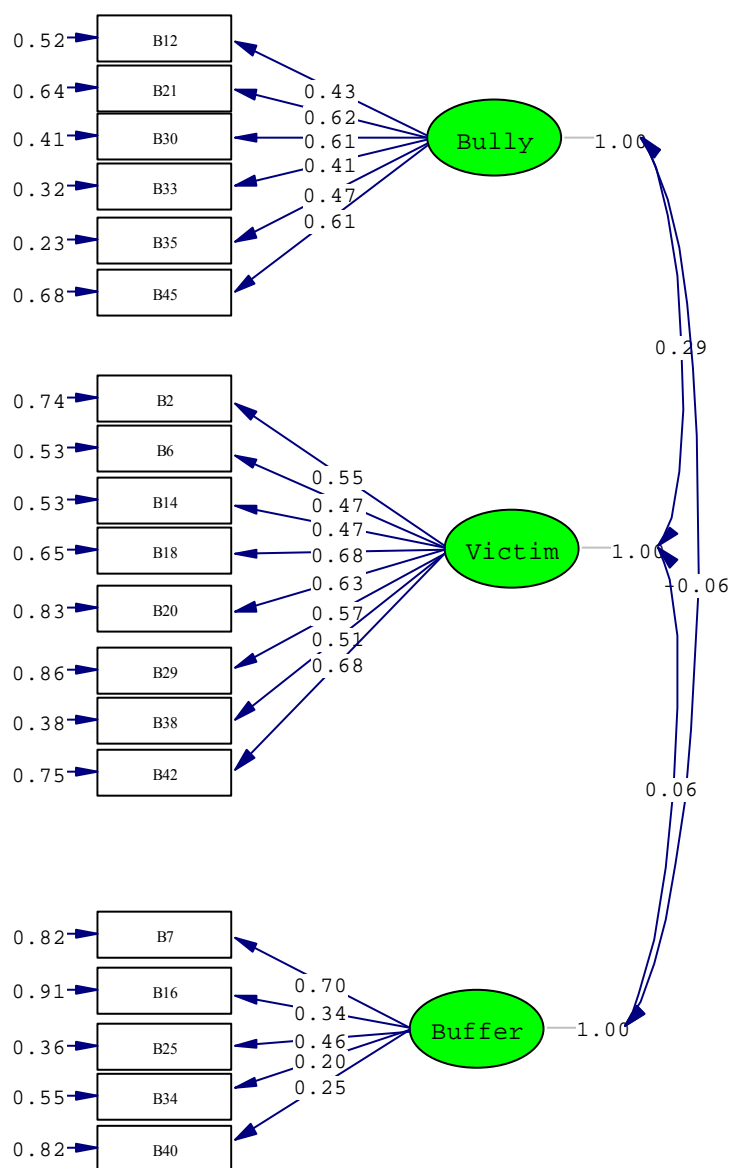 0.52 B12
0.64 B21 0.43
0.62
0.41 B30 0.61 Bully 1.00
0.41
0.32 B33
0.47
0.61
0.23 B35
0.68 B45
0.29
0.74 B2
0.53 B6
0.55
0.53 B14 0.47
0.47
0.65 B18 0.68 Victim 1.00
0.63
-0.06
0.83 B20 0.57
0.51
0.68
0.86 B29
0.38 B38
0.75 B42
0.06
0.82 B7
0.91 B16 0.70
0.34
0.36 B25 0.46 Buffer 1.00
0.20
0.55 B34 0.25
0.82 B40